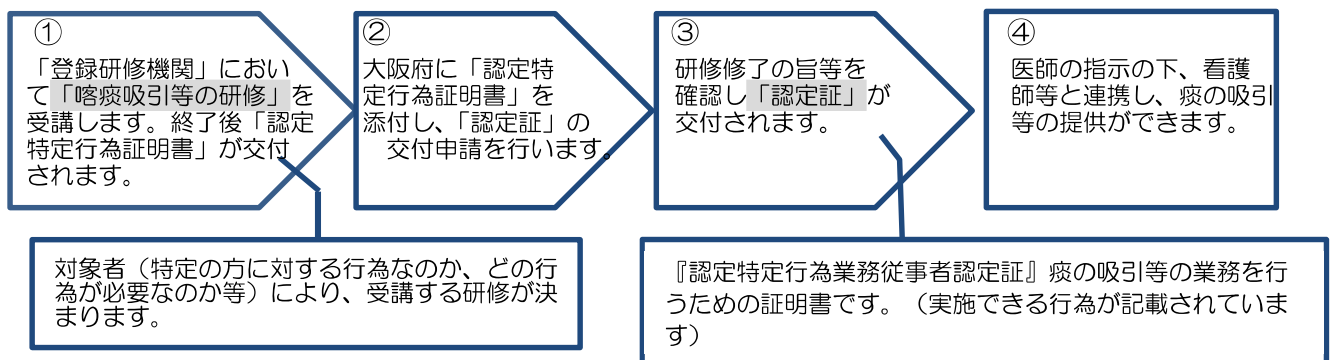 ①
「登録研修機関」におい
て「喀痰吸引等の研修」を
受講します。終了後「認定
特定行為証明書」が交付
されます。
②
大阪府に「認定特
定行為証明書」を
添付し、「認定証」の
交付申請を行います。
③
研修修了の旨等を
確認し「認定証」が
交付されます。
④
医師の指示の下、看護
師等と連携し、痰の吸引
等の提供ができます。
対象者（特定の方に対する行為なのか、どの行
為が必要なのか等）により、受講する研修が決
まります。
『認定特定行為業務従事者認定証』痰の吸引等の業務を行
うための証明書です。（実施できる行為が記載されていま
す）